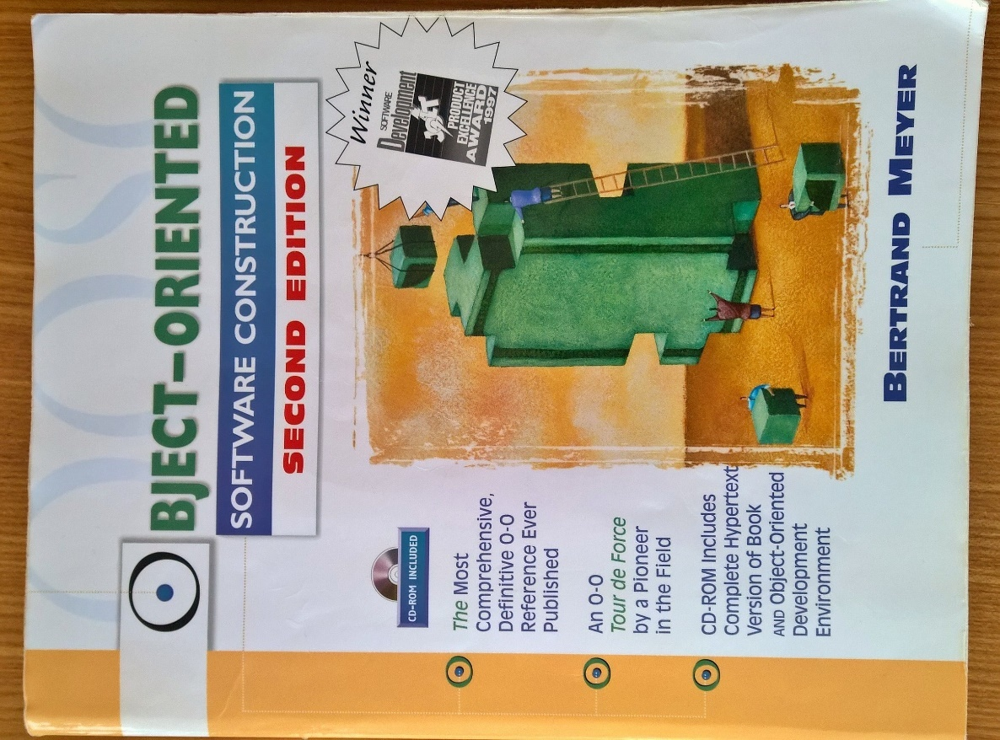 OBJECT-ORIENTED
SOFTWARE CONSTRUCTION
SECOND EDITION
Winner
SOFTWARE
Development
JOLT
PRODUCT
EXCELLENCE
AWARD
1997
CD-ROM INCLUDED
The Most
Comprehensive,
Definitive O-O
Reference Ever
Published
An O-O
Tour de Force
by a Pioneer
in the Field
CD-ROM Includes
Complete Hypertext
Version of Book
AND Object-Oriented
Development
Environment
BERTRAND MEYER